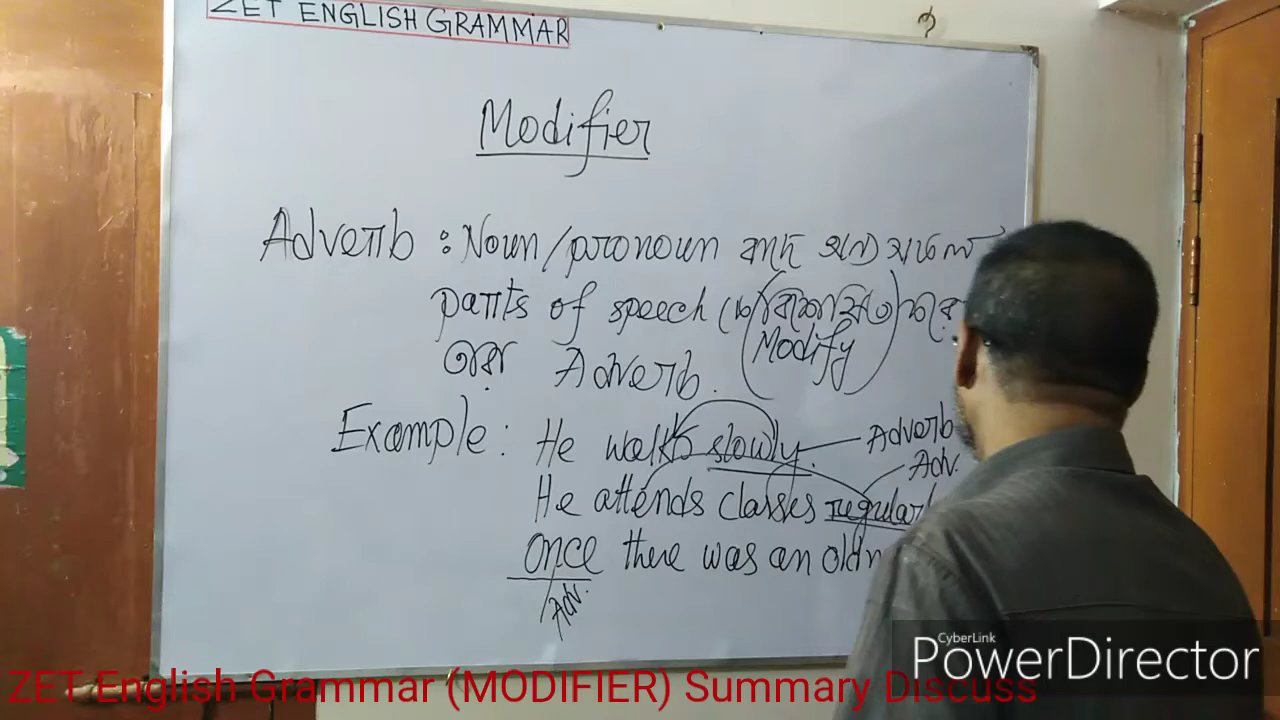 ZET ENGLISH GRAMMAR
Modifier
Adverb : Noun/pronoun বাদে অন্য সকল
parts of speech (বিশেষিত) করে
Modify
তারা Adverb.
Example : He walks slowly. Adverb
He attends classes regularl Adv.
Once there was an old
Adv.
CyberLink
PowerDirector
ZET English Grammar (MODIFIER) Summary Discuss